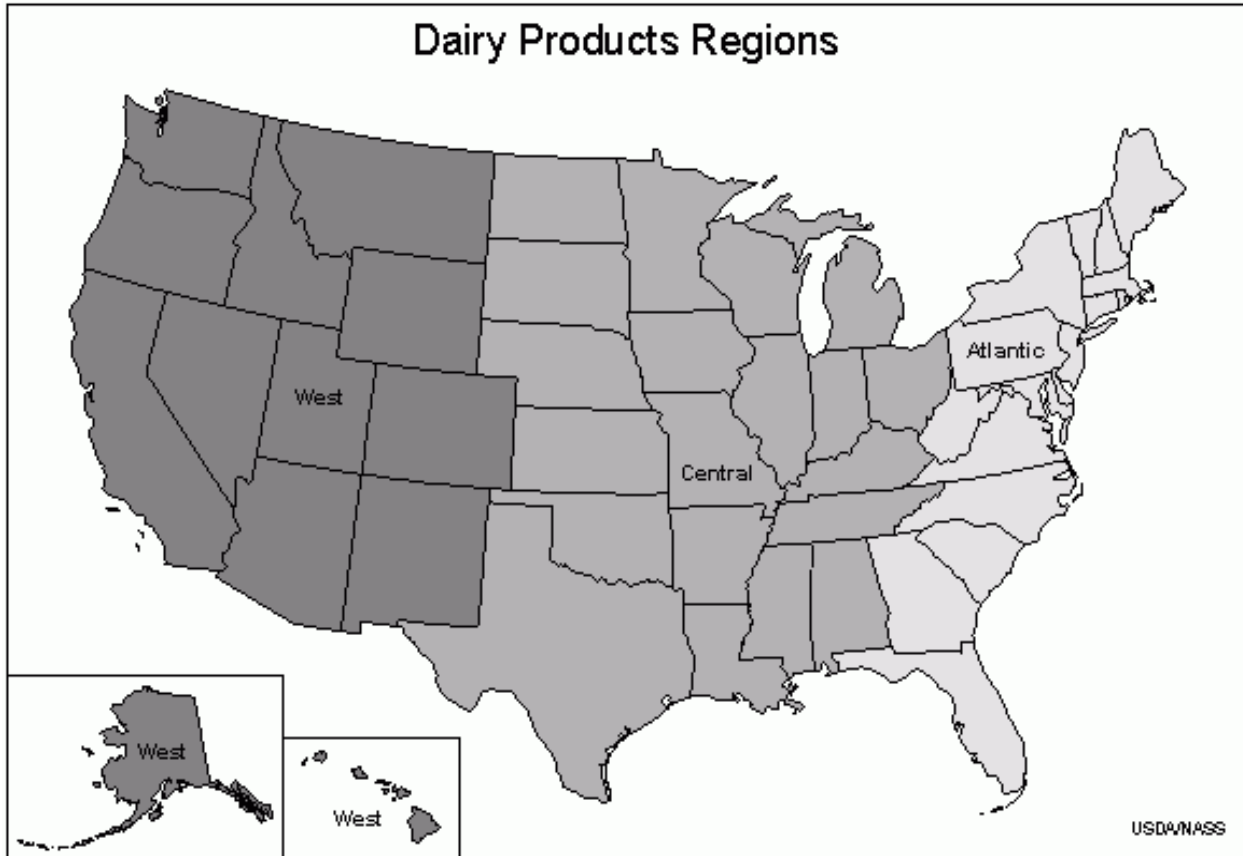 Dairy Products Regions
Atlantic
West
Central
West
West
USDA/NASS